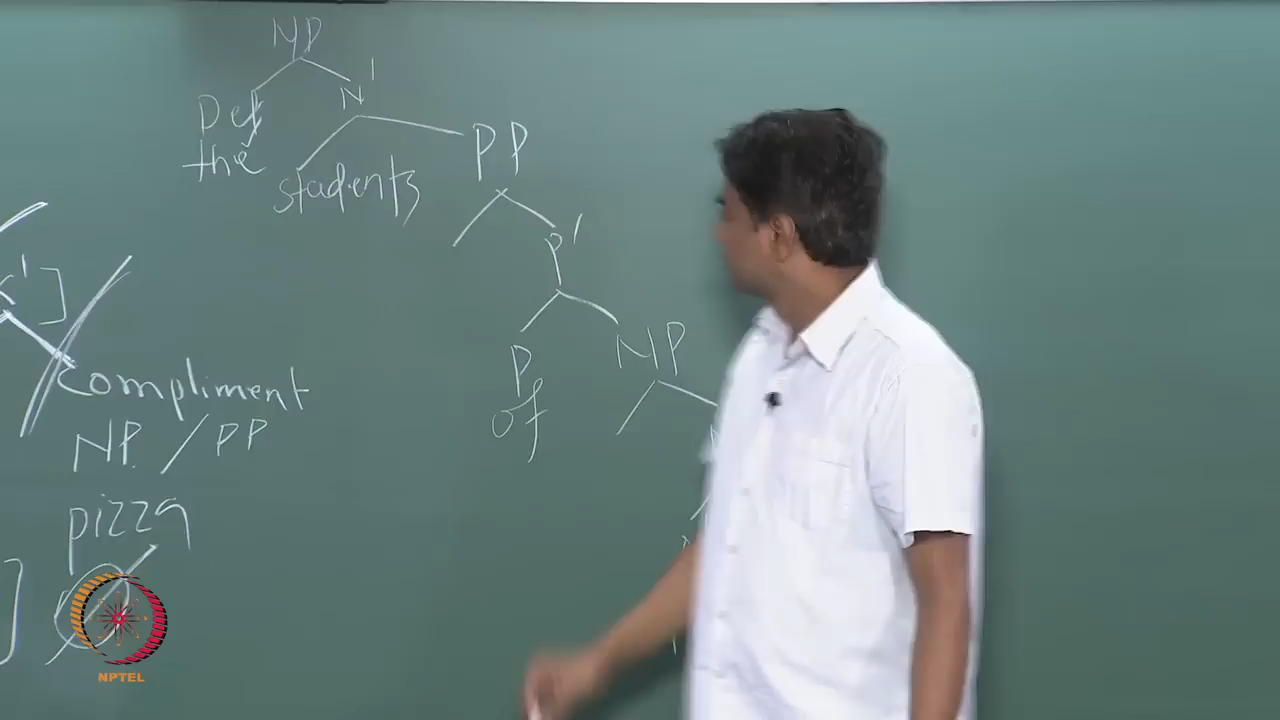 NP
Det N'
the
students
PP
P'
P
of
NP
compliment
NP / PP
pizza
NPTEL